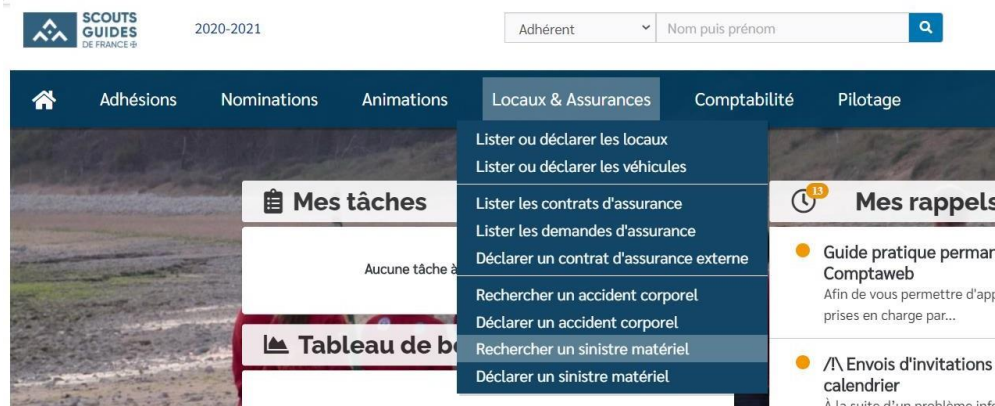 SCOUTS
GUIDES
DE FRANCE
2020-2021
Adhérent
Nom puis prénom
Adhésions Nominations Animations Locaux & Assurances Comptabilité Pilotage
Lister ou déclarer les locaux
Lister ou déclarer les véhicules
Lister les contrats d'assurance
Lister les demandes d'assurance
Déclarer un contrat d'assurance externe
Rechercher un accident corporel
Déclarer un accident corporel
Rechercher un sinistre matériel
Déclarer un sinistre matériel
Mes tâches
Aucune tâche à
Tableau de
13
Mes rappels
Guide pratique
Comptaweb
Afin de vous permettre
prises en charge par...
/!\ Envois d'invitations
calendrier
À la suite d'un problème